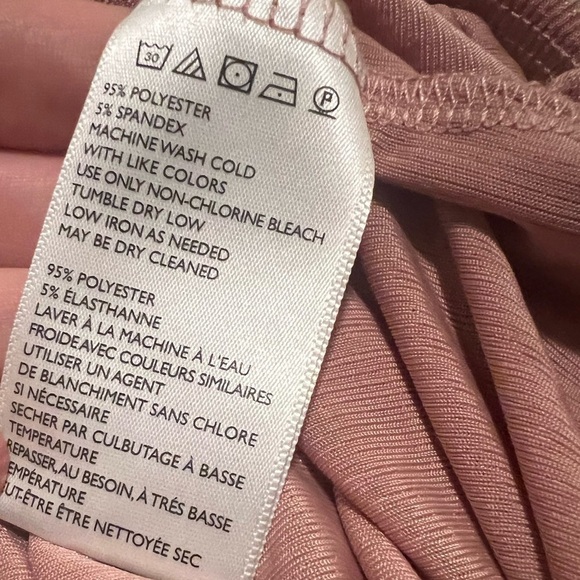 30
P
95% POLYESTER
5% SPANDEX
MACHINE WASH COLD
WITH LIKE COLORS
USE ONLY NON-CHLORINE BLEACH
TUMBLE DRY LOW
LOW IRON AS NEEDED
MAY BE DRY CLEANED
95% POLYESTER
5% ÉLASTHANNE
LAVER À LA MACHINE À L'EAU
FROIDE AVEC COULEURS SIMILAIRES
UTILISER UN AGENT
DE BLANCHIMENT SANS CHLORE
SI NÉCESSAIRE
SECHER PAR CULBUTAGE À BASSE
TEMPERATURE
EPASSER, AU BESOIN, À TRÉS BASSE
EMPÉRATURE
UT-ÊTRE ÊTRE NETTOYÉE SEC